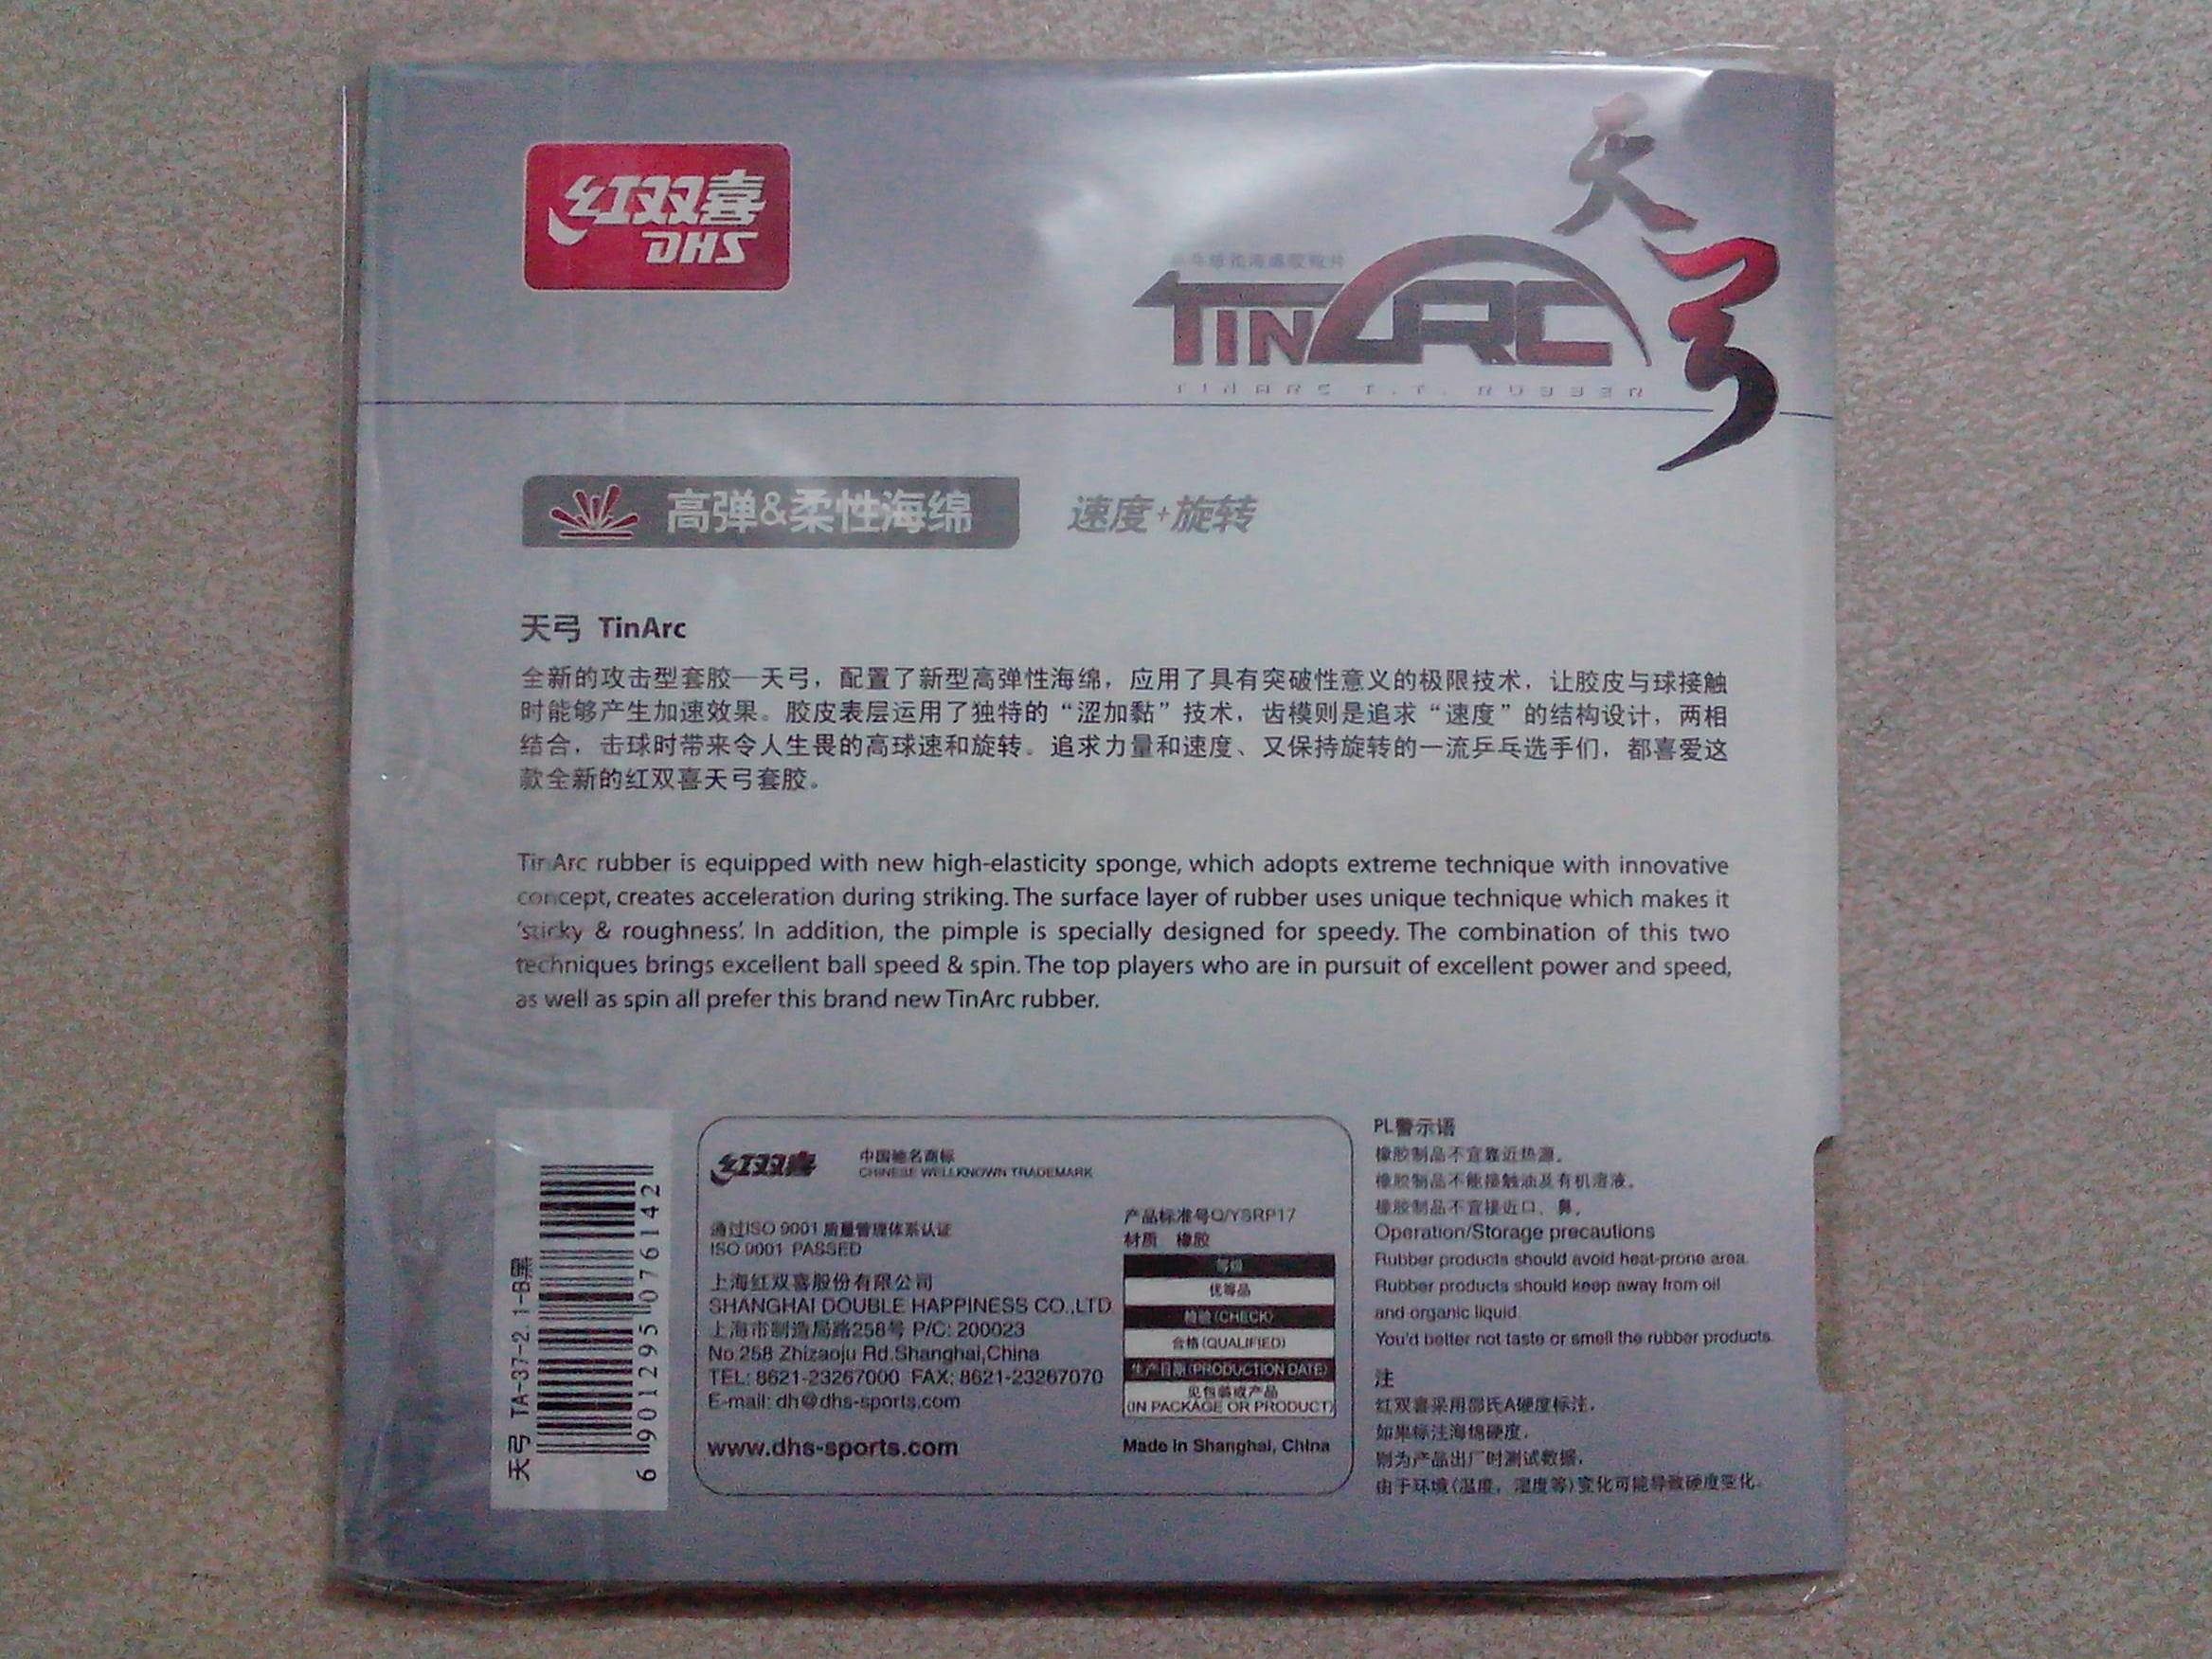 红双喜
DHS
天弓
TINARC
TINARC T.T. RUBBER
高弹&柔性海绵
速度+旋转
天弓 TinArc
全新的攻击型套胶—天弓，配置了新型高弹性海绵，应用了具有突破性意义的极限技术，让胶皮与球接触
时能够产生加速效果。胶皮表层运用了独特的“涩加黏”技术，齿模则是追求“速度”的结构设计，两相
结合，击球时带来令人生畏的高球速和旋转。追求力量和速度、又保持旋转的一流乒乓选手们，都喜爱这
款全新的红双喜天弓套胶。
TinArc rubber is equipped with new high-elasticity sponge, which adopts extreme technique with innovative
concept, creates acceleration during striking. The surface layer of rubber uses unique technique which makes it
‘sticky & roughness’. In addition, the pimple is specially designed for speedy. The combination of this two
techniques brings excellent ball speed & spin. The top players who are in pursuit of excellent power and speed,
as well as spin all prefer this brand new TinArc rubber.
天弓 TA-37-2.1-B黑
6 901295 076142
红双喜
中国驰名商标
CHINESE WELLKNOWN TRADEMARK
通过ISO 9001 质量管理体系认证
ISO 9001 PASSED
上海红双喜股份有限公司
SHANGHAI DOUBLE HAPPINESS CO.,LTD
上海市制造局路258号 P/C: 200023
No.258 Zhizaoju Rd.Shanghai,China
TEL: 8621-23267000 FAX: 8621-23267070
E-mail: dh@dhs-sports.com
www.dhs-sports.com
产品标准号Q/YSRP17
材质 橡胶
等级
优等品
检验(CHECK)
合格(QUALIFIED)
生产日期(PRODUCTION DATE)
见包装或产品
(IN PACKAGE OR PRODUCT)
Made in Shanghai, China
PL警示语
橡胶制品不宜靠近热源。
橡胶制品不能接触油及有机溶液。
橡胶制品不宜接近口、鼻。
Operation/Storage precautions
Rubber products should avoid heat-prone area.
Rubber products should keep away from oil
and organic liquid.
You'd better not taste or smell the rubber products.
注
红双喜采用邵氏A硬度标注，
如果标注海绵硬度，
则为产品出厂时测试数据，
由于环境(温度，湿度等)变化可能导致硬度变化。